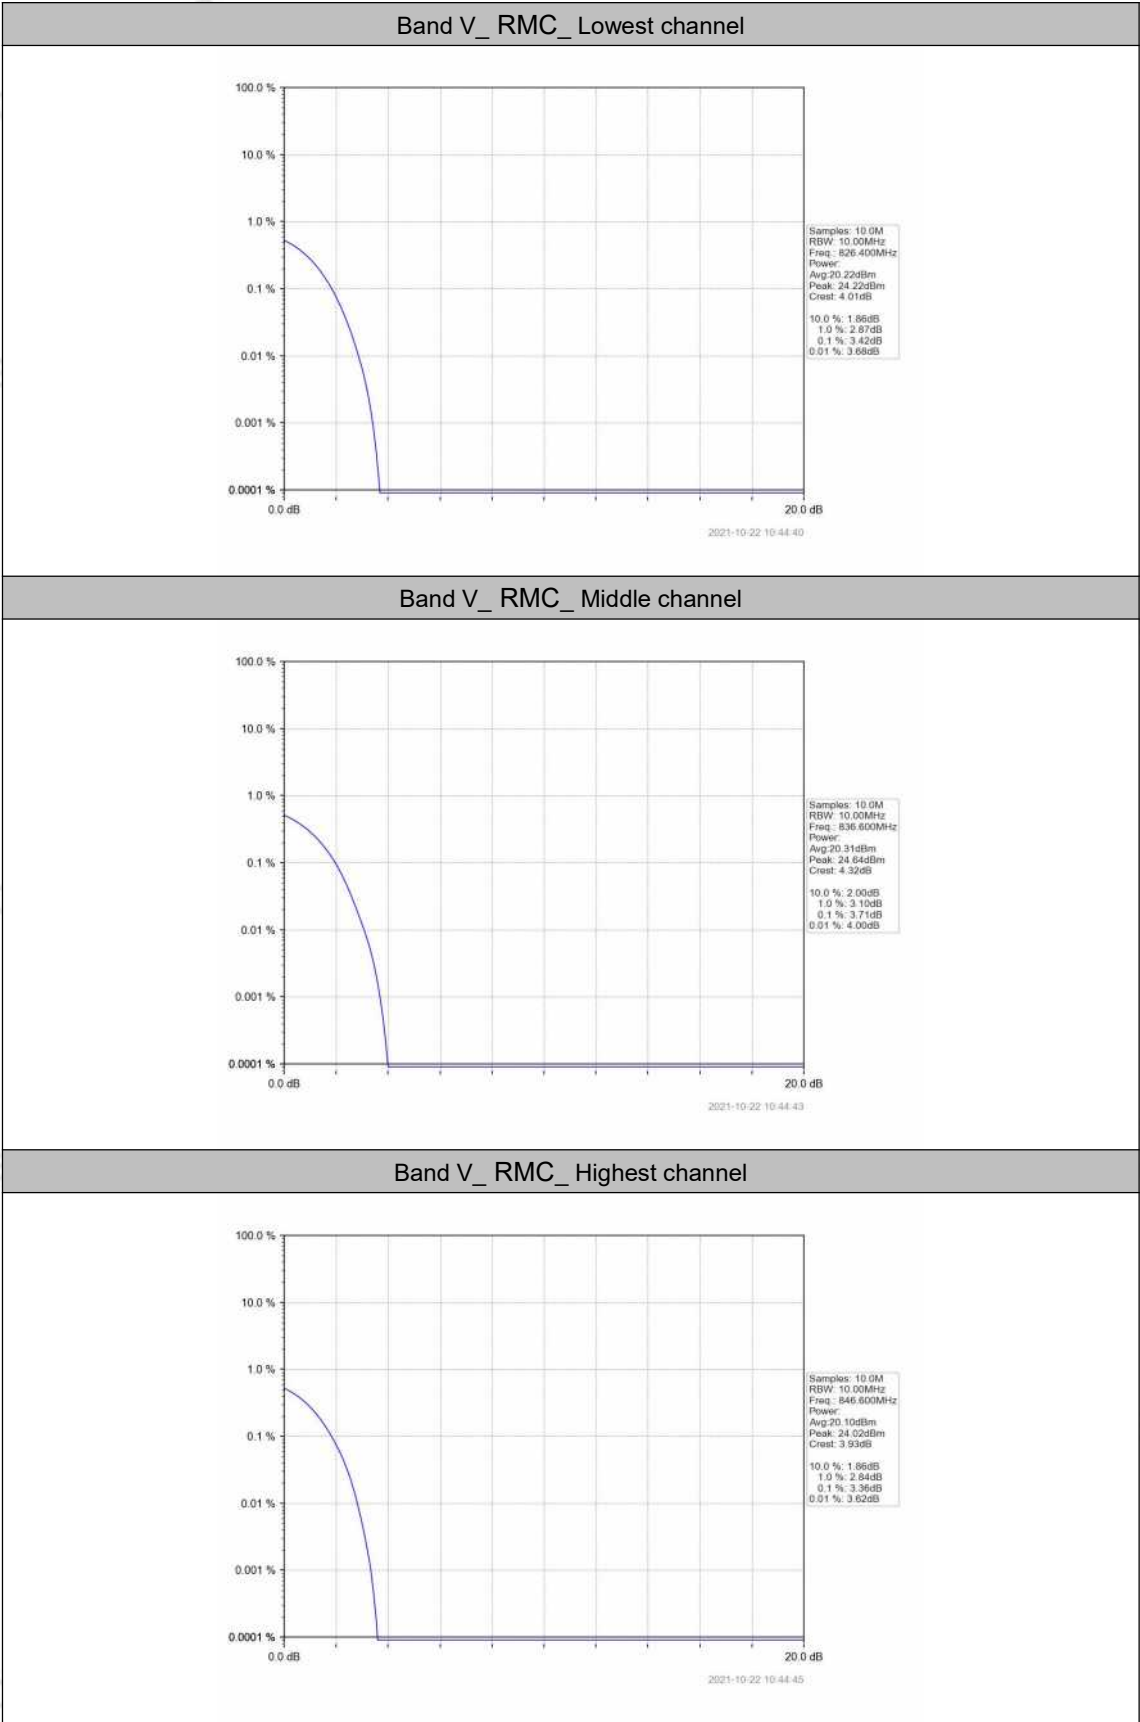 Band V_ RMC_ Lowest channel
100.0 %
10.0 %
1.0 %
0.1 %
0.01 %
0.001 %
0.0001 %
0.0 dB
20.0 dB
Samples: 10.0M
RBW: 10.00MHz
Freq.: 826.400MHz
Power:
Avg:20.22dBm
Peak: 24.22dBm
Crest: 4.01dB
10.0 %: 1.86dB
1.0 %: 2.87dB
0.1 %: 3.42dB
0.01 %: 3.68dB
2021-10-22 10:44:40
Band V_ RMC_ Middle channel
100.0 %
10.0 %
1.0 %
0.1 %
0.01 %
0.001 %
0.0001 %
0.0 dB
20.0 dB
Samples: 10.0M
RBW: 10.00MHz
Freq.: 836.600MHz
Power:
Avg:20.31dBm
Peak: 24.64dBm
Crest: 4.32dB
10.0 %: 2.00dB
1.0 %: 3.10dB
0.1 %: 3.71dB
0.01 %: 4.00dB
2021-10-22 10:44:43
Band V_ RMC_ Highest channel
100.0 %
10.0 %
1.0 %
0.1 %
0.01 %
0.001 %
0.0001 %
0.0 dB
20.0 dB
Samples: 10.0M
RBW: 10.00MHz
Freq.: 846.600MHz
Power:
Avg:20.10dBm
Peak: 24.02dBm
Crest: 3.93dB
10.0 %: 1.86dB
1.0 %: 2.84dB
0.1 %: 3.36dB
0.01 %: 3.62dB
2021-10-22 10:44:45